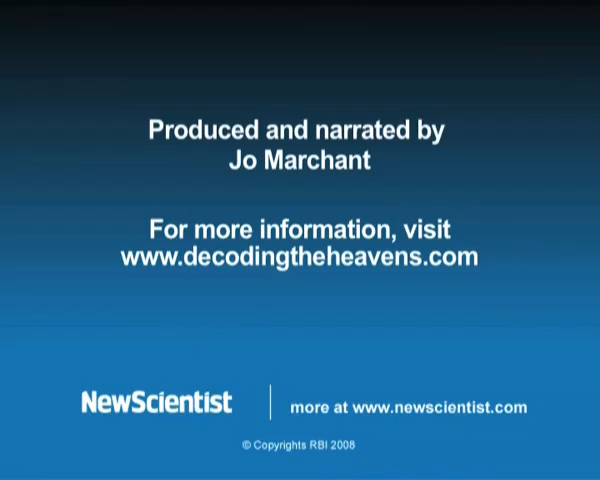 Produced and narrated by
Jo Marchant
For more information, visit
www.decodingtheheavens.com
NewScientist
more at www.newscientist.com
© Copyrights RBI 2008